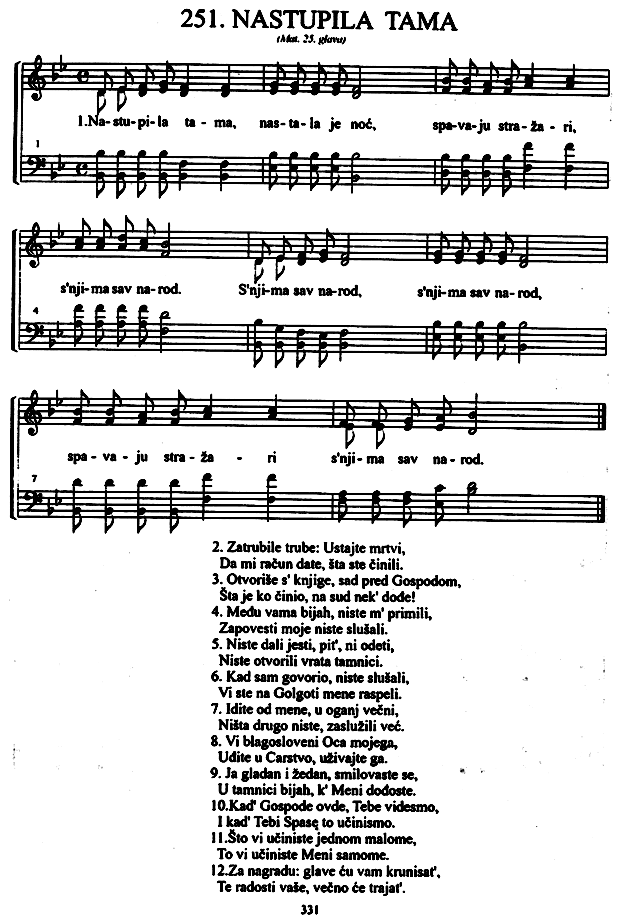 251. NASTUPILA TAMA
(Mat. 25. glava)
1.Na-stu-pi-la ta - ma, nas-ta-la je noć, spa-va-ju stra-ža - ri,
1
s'nji-ma sav na-rod. S'nji-ma sav na-rod, s'nji-ma sav na-rod,
4
spa-va-ju stra-ža - ri s'nji-ma sav na-rod.
7
2. Zatrubile trube: Ustajte mrtvi,
Da mi račun date, šta ste činili.
3. Otvoriše s' knjige, sad pred Gospodom,
Šta je ko činio, na sud nek' dođe!
4. Među vama bijah, niste m' primili,
Zapovesti moje niste slušali.
5. Niste dali jesti, pit', ni odeti,
Niste otvorili vrata tamnici.
6. Kad sam govorio, niste slušali,
Vi ste na Golgoti mene raspeli.
7. Idite od mene, u oganj večni,
Ništa drugo niste, zaslužili već.
8. Vi blagosloveni Oca mojega,
Uđite u Carstvo, uživajte ga.
9. Ja gladan i žedan, smilovaste se,
U tamnici bijah, k' Meni dođoste.
10.Kad' Gospode ovde, Tebe videsmo,
I kad' Tebi Spase to učinismo.
11.Što vi učiniste jednom malome,
To vi učiniste Meni samome.
12.Za nagradu: glave ću vam krunisat',
Te radosti vaše, večno će trajat'.
331